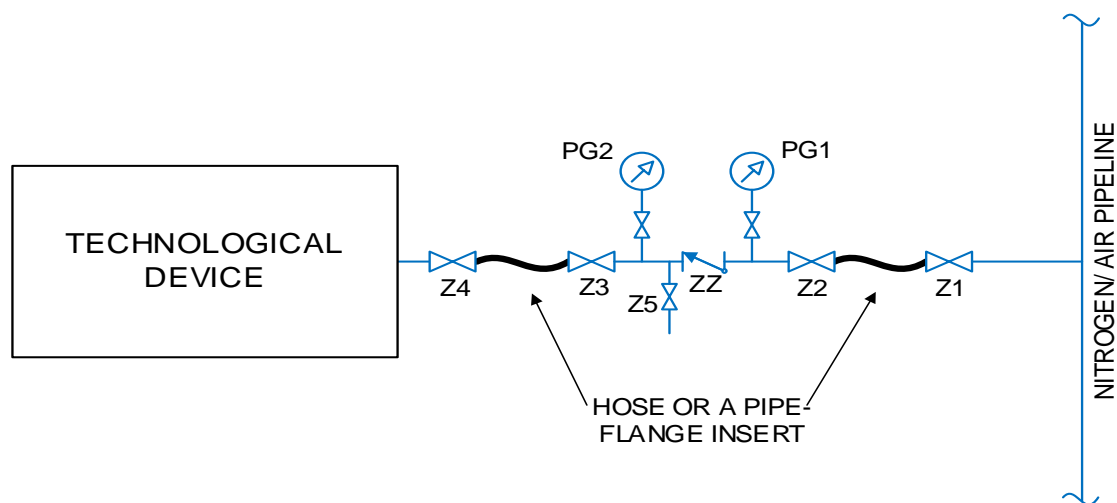 PG2
PG1
TECHNOLOGICAL
DEVICE
Z4
Z3
Z5
ZZ
Z2
Z1
HOSE OR A PIPE-
FLANGE INSERT
NITROGEN/ AIR PIPELINE